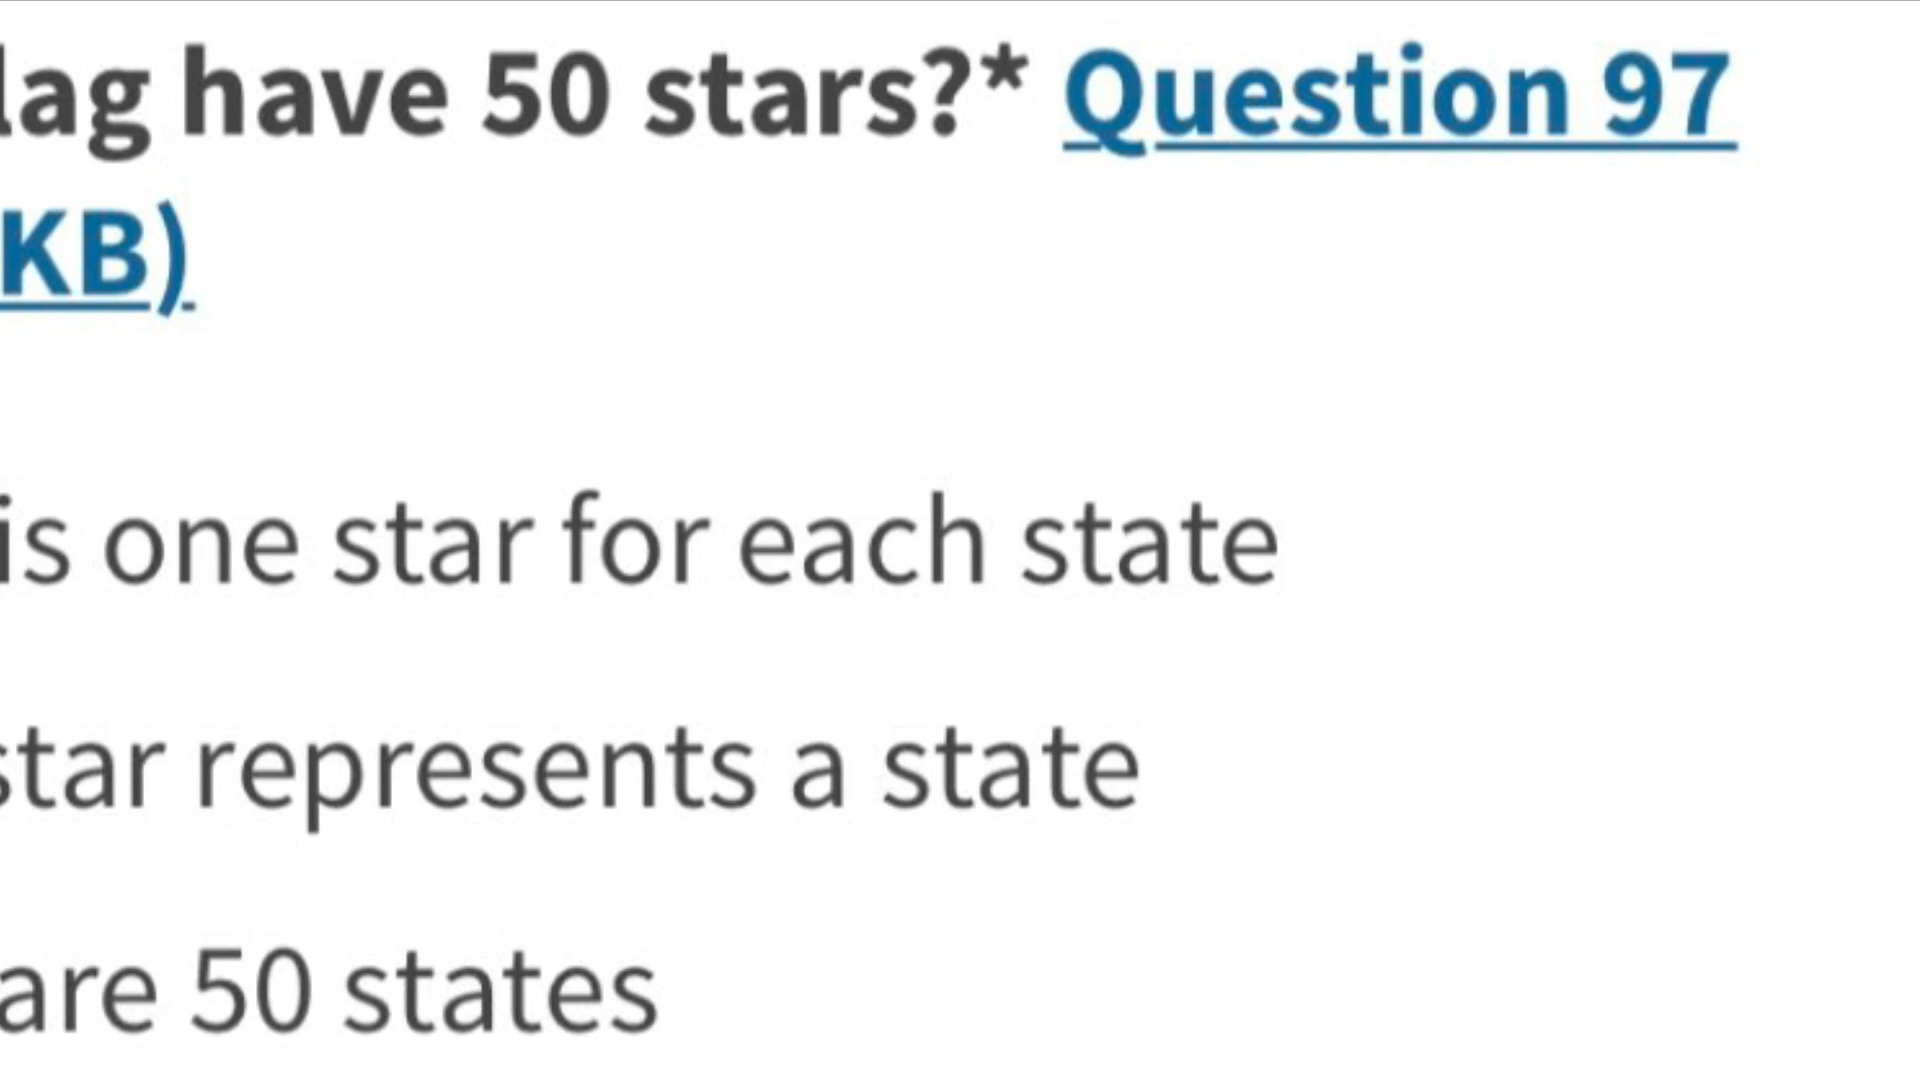 lag have 50 stars?* Question 97
KB)
is one star for each state
star represents a state
are 50 states